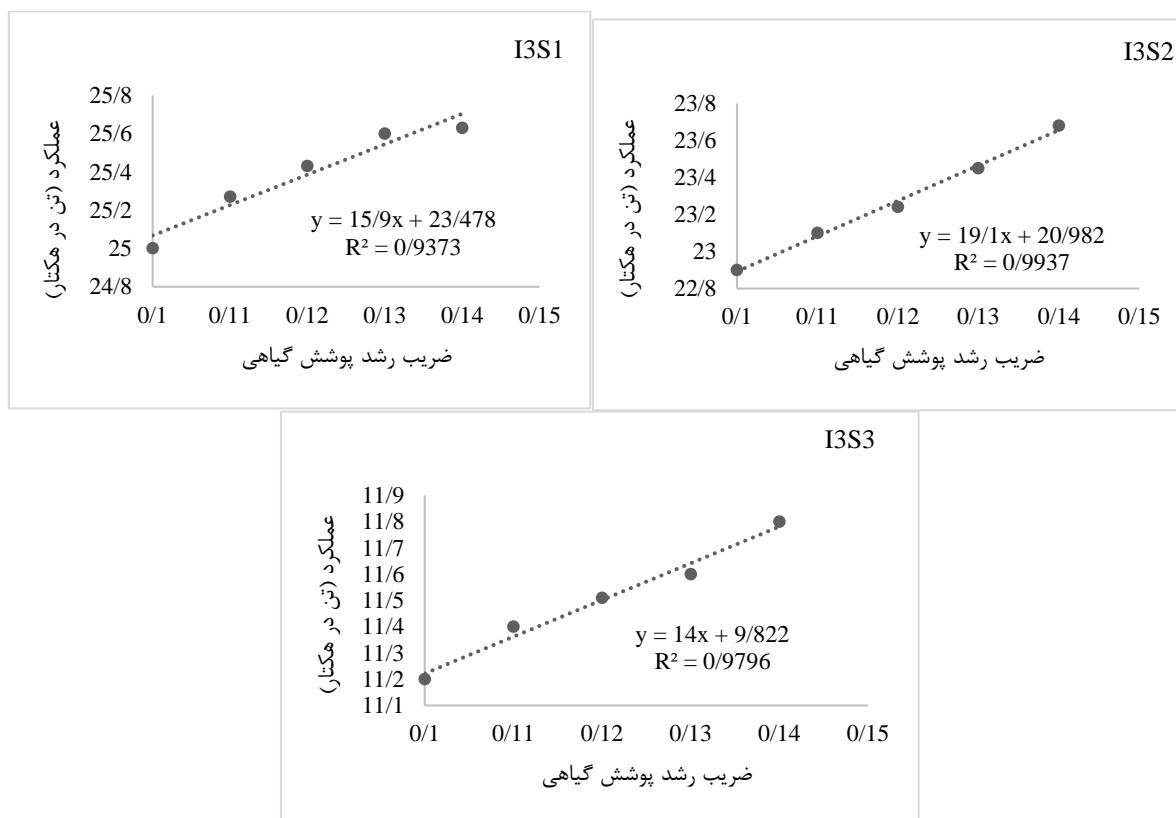 I3S1
25/8
25/6
25/4
25/2
25
24/8
عملکرد (تن در هکتار)
y = 15/9x + 23/478
R² = 0/9373
0/1 0/11 0/12 0/13 0/14 0/15
ضریب رشد پوشش گیاهی
I3S2
23/8
23/6
23/4
23/2
23
22/8
عملکرد (تن در هکتار)
y = 19/1x + 20/982
R² = 0/9937
0/1 0/11 0/12 0/13 0/14 0/15
ضریب رشد پوشش گیاهی
I3S3
11/9
11/8
11/7
11/6
11/5
11/4
11/3
11/2
11/1
عملکرد (تن در هکتار)
y = 14x + 9/822
R² = 0/9796
0/1 0/11 0/12 0/13 0/14 0/15
ضریب رشد پوشش گیاهی